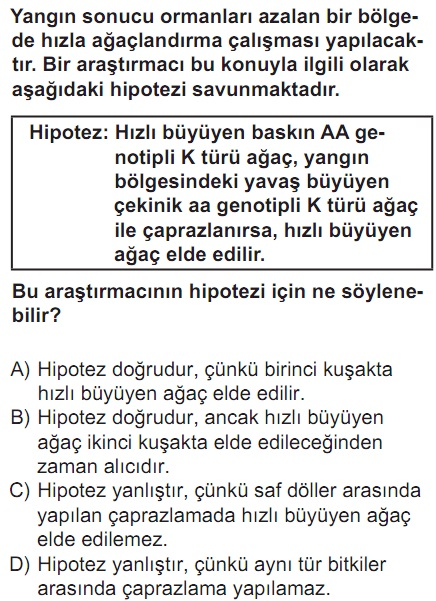 Yangın sonucu ormanları azalan bir bölge-
de hızla ağaçlandırma çalışması yapılacak-
tır. Bir araştırmacı bu konuyla ilgili olarak
aşağıdaki hipotezi savunmaktadır.
Hipotez: Hızlı büyüyen baskın AA ge-
notipli K türü ağaç, yangın
bölgesindeki yavaş büyüyen
çekinik aa genotipli K türü ağaç
ile çaprazlanırsa, hızlı büyüyen
ağaç elde edilir.
Bu araştırmacının hipotezi için ne söylene-
bilir?
A) Hipotez doğrudur, çünkü birinci kuşakta
hızlı büyüyen ağaç elde edilir.
B) Hipotez doğrudur, ancak hızlı büyüyen
ağaç ikinci kuşakta elde edileceğinden
zaman alıcıdır.
C) Hipotez yanlıştır, çünkü saf döller arasında
yapılan çaprazlamada hızlı büyüyen ağaç
elde edilemez.
D) Hipotez yanlıştır, çünkü aynı tür bitkiler
arasında çaprazlama yapılamaz.